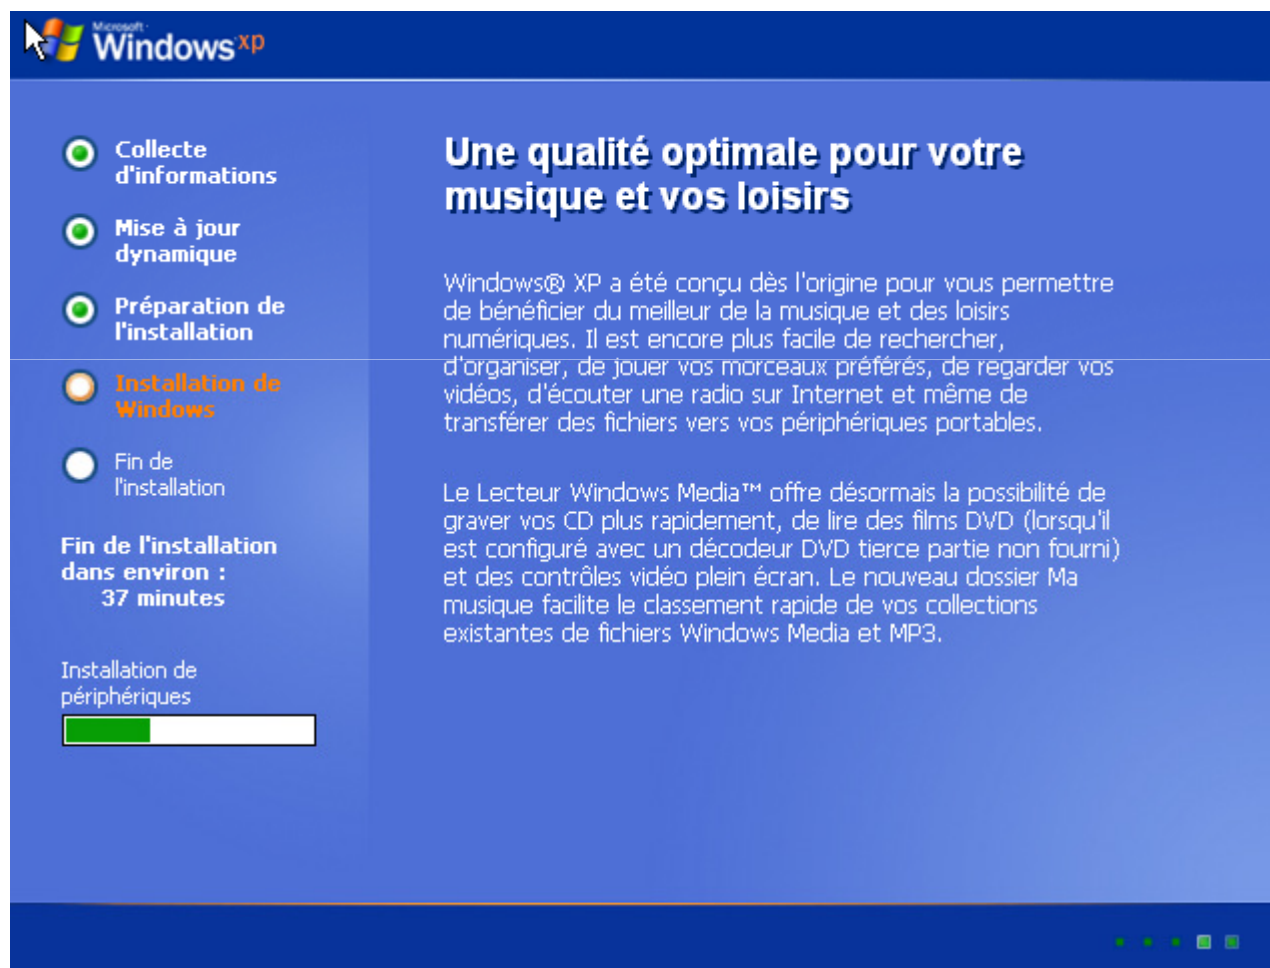 Microsoft
Windows xp
Collecte
d'informations
Mise à jour
dynamique
Préparation de
l'installation
Installation de
Windows
Fin de
l'installation
Fin de l'installation
dans environ :
37 minutes
Installation de
périphériques
Une qualité optimale pour votre
musique et vos loisirs
Windows® XP a été conçu dès l'origine pour vous permettre
de bénéficier du meilleur de la musique et des loisirs
numériques. Il est encore plus facile de rechercher,
d'organiser, de jouer vos morceaux préférés, de regarder vos
vidéos, d'écouter une radio sur Internet et même de
transférer des fichiers vers vos périphériques portables.
Le Lecteur Windows Media™ offre désormais la possibilité de
graver vos CD plus rapidement, de lire des films DVD (lorsqu'il
est configuré avec un décodeur DVD tierce partie non fourni)
et des contrôles vidéo plein écran. Le nouveau dossier Ma
musique facilite le classement rapide de vos collections
existantes de fichiers Windows Media et MP3.